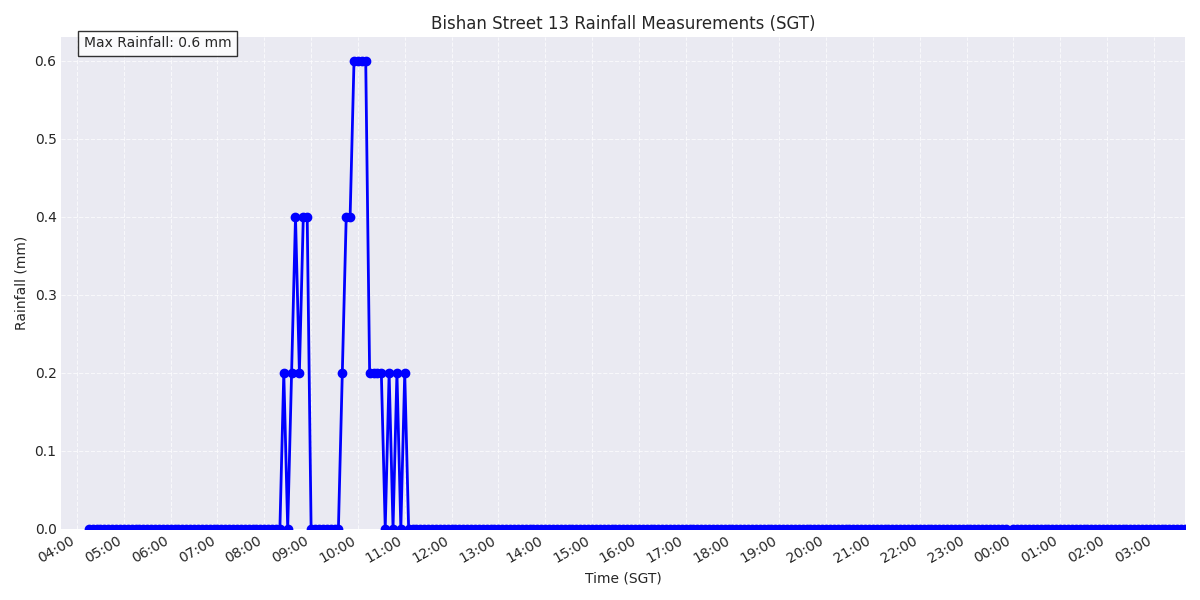 Bishan Street 13 Rainfall Measurements (SGT)
Max Rainfall: 0.6 mm
0.6
0.5
0.4
0.3
0.2
0.1
0.0
Rainfall (mm)
04:00 05:00 06:00 07:00 08:00 09:00 10:00 11:00 12:00 13:00 14:00 15:00 16:00 17:00 18:00 19:00 20:00 21:00 22:00 23:00 00:00 01:00 02:00 03:00
Time (SGT)